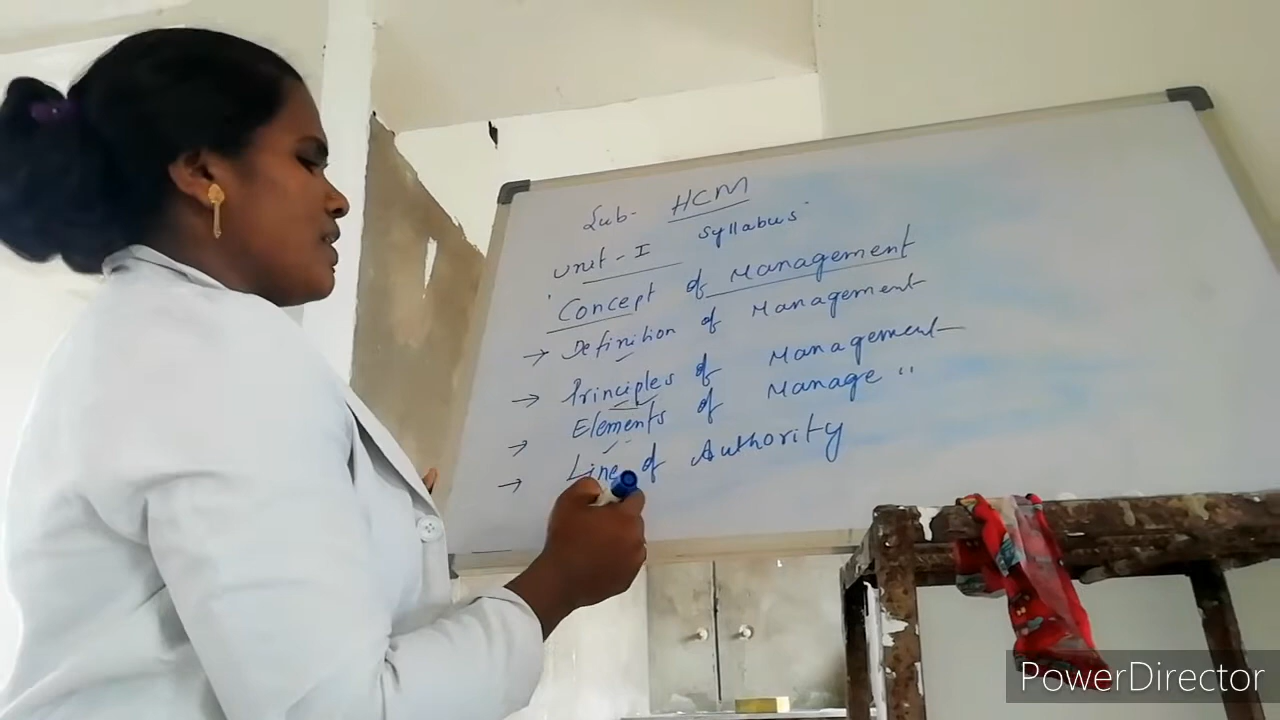 Sub- HCM
Unit-I Syllabus
Concept of Management
→ Definition of Management
→ Principles of Management
→ Elements of Manage "
→ Line of Authority
PowerDirector